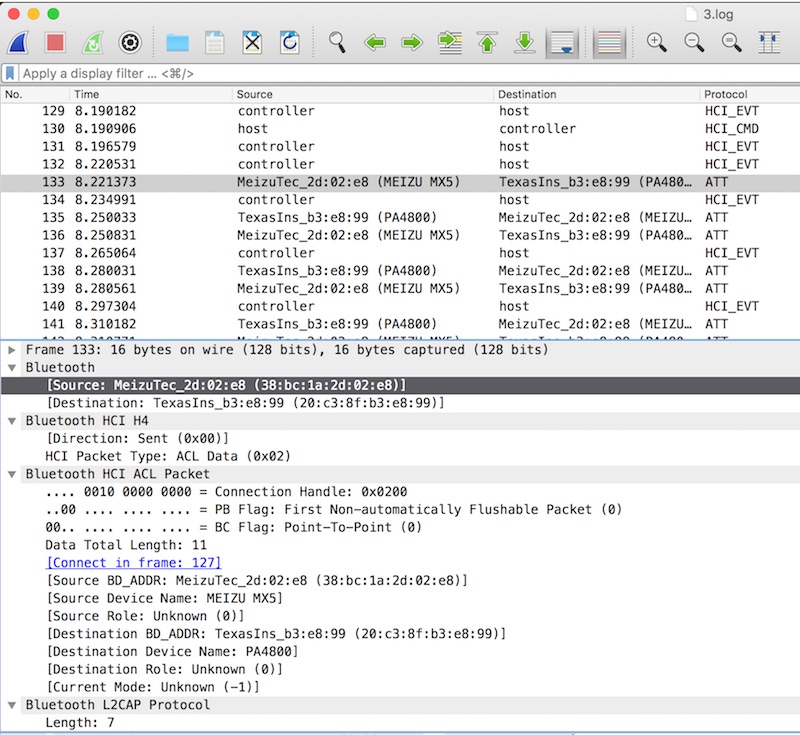 3.log
Apply a display filter ... <⌘/>
No. Time Source Destination Protocol
129 8.190182 controller host HCI_EVT
130 8.190906 host controller HCI_CMD
131 8.196579 controller host HCI_EVT
132 8.220531 controller host HCI_EVT
133 8.221373 MeizuTec_2d:02:e8 (MEIZU MX5) TexasIns_b3:e8:99 (PA480… ATT
134 8.234991 controller host HCI_EVT
135 8.250033 TexasIns_b3:e8:99 (PA4800) MeizuTec_2d:02:e8 (MEIZU… ATT
136 8.250831 MeizuTec_2d:02:e8 (MEIZU MX5) TexasIns_b3:e8:99 (PA480… ATT
137 8.265064 controller host HCI_EVT
138 8.280031 TexasIns_b3:e8:99 (PA4800) MeizuTec_2d:02:e8 (MEIZU… ATT
139 8.280561 MeizuTec_2d:02:e8 (MEIZU MX5) TexasIns_b3:e8:99 (PA480… ATT
140 8.297304 controller host HCI_EVT
141 8.310182 TexasIns_b3:e8:99 (PA4800) MeizuTec_2d:02:e8 (MEIZU… ATT
Frame 133: 16 bytes on wire (128 bits), 16 bytes captured (128 bits)
Bluetooth
[Source: MeizuTec_2d:02:e8 (38:bc:1a:2d:02:e8)]
[Destination: TexasIns_b3:e8:99 (20:c3:8f:b3:e8:99)]
Bluetooth HCI H4
[Direction: Sent (0x00)]
HCI Packet Type: ACL Data (0x02)
Bluetooth HCI ACL Packet
.... 0010 0000 0000 = Connection Handle: 0x0200
..00 .... .... .... = PB Flag: First Non-automatically Flushable Packet (0)
00.. .... .... .... = BC Flag: Point-To-Point (0)
Data Total Length: 11
[Connect in frame: 127]
[Source BD_ADDR: MeizuTec_2d:02:e8 (38:bc:1a:2d:02:e8)]
[Source Device Name: MEIZU MX5]
[Source Role: Unknown (0)]
[Destination BD_ADDR: TexasIns_b3:e8:99 (20:c3:8f:b3:e8:99)]
[Destination Device Name: PA4800]
[Destination Role: Unknown (0)]
[Current Mode: Unknown (-1)]
Bluetooth L2CAP Protocol
Length: 7